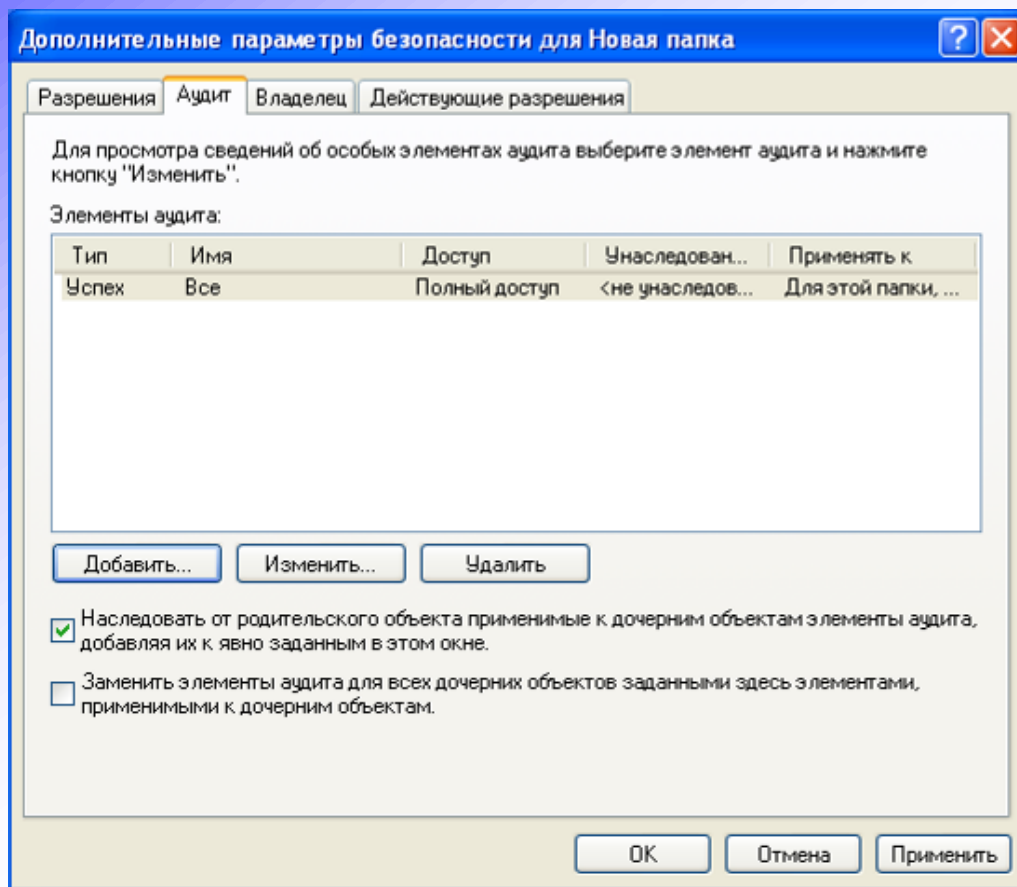 Дополнительные параметры безопасности для Новая папка
Разрешения Аудит Владелец Действующие разрешения
Для просмотра сведений об особых элементах аудита выберите элемент аудита и нажмите
кнопку "Изменить".
Элементы аудита:
Тип Имя Доступ Унаследован... Применять к
Успех Все Полный доступ <не унаследов... Для этой папки, ...
Добавить... Изменить... Удалить
Наследовать от родительского объекта применимые к дочерним объектам элементы аудита,
добавляя их к явно заданным в этом окне.
Заменить элементы аудита для всех дочерних объектов заданными здесь элементами,
применимыми к дочерним объектам.
OK Отмена Применить